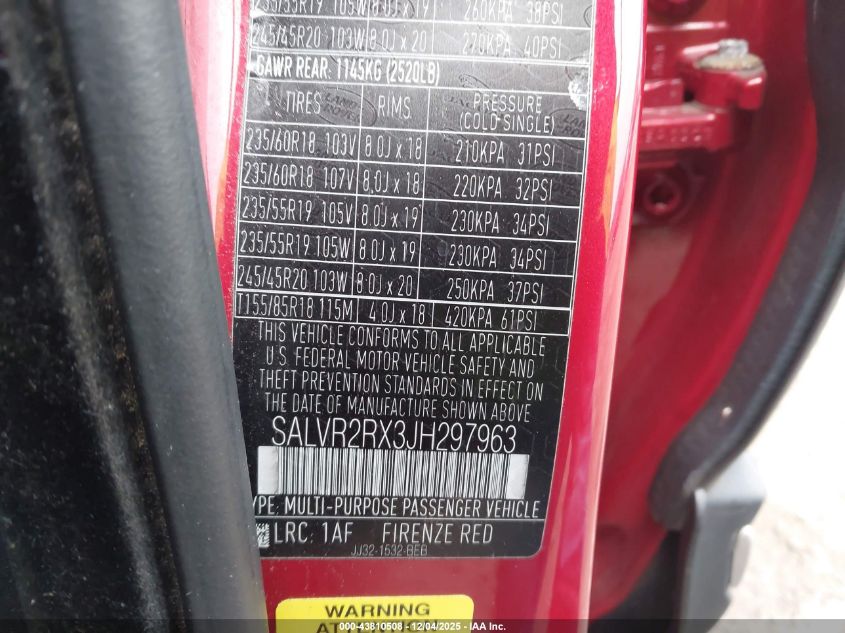 235/55R19 105W 8.0J x 19 260KPA 38PSI
245/45R20 103W 8.0J x 20 270KPA 40PSI
GAWR REAR: 1145KG (2520LB)
TIRES RIMS PRESSURE (COLD SINGLE)
235/60R18 103V 8.0J x 18 210KPA 31PSI
235/60R18 107V 8.0J x 18 220KPA 32PSI
235/55R19 105V 8.0J x 19 230KPA 34PSI
235/55R19 105W 8.0J x 19 230KPA 34PSI
245/45R20 103W 8.0J x 20 250KPA 37PSI
T155/85R18 115M 4.0J x 18 420KPA 61PSI
THIS VEHICLE CONFORMS TO ALL APPLICABLE
U.S. FEDERAL MOTOR VEHICLE SAFETY AND
THEFT PREVENTION STANDARDS IN EFFECT ON
THE DATE OF MANUFACTURE SHOWN ABOVE
SALVR2RX3JH297963
YPE: MULTI-PURPOSE PASSENGER VEHICLE
LRC: 1AF FIRENZE RED
JJ32-1532-BEB
WARNING
©00-43810508 - 12/04/2025 - © IAA, Inc.